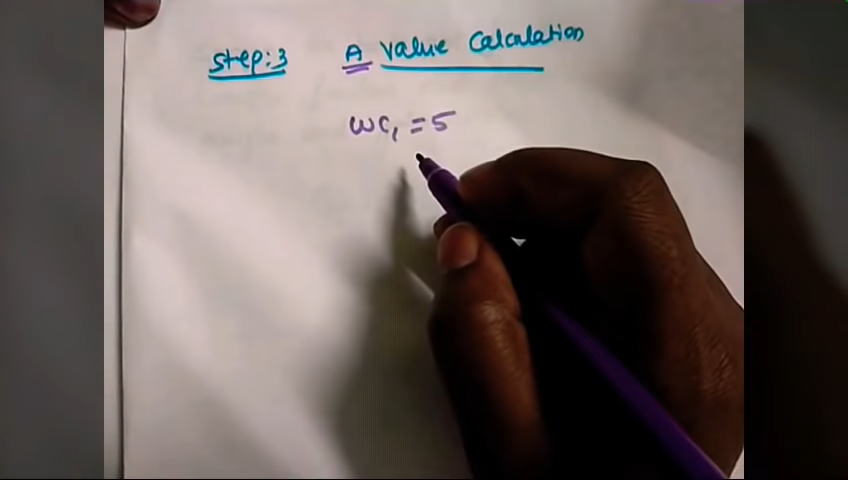 Step:3 A value calculation
wc₁ = 5